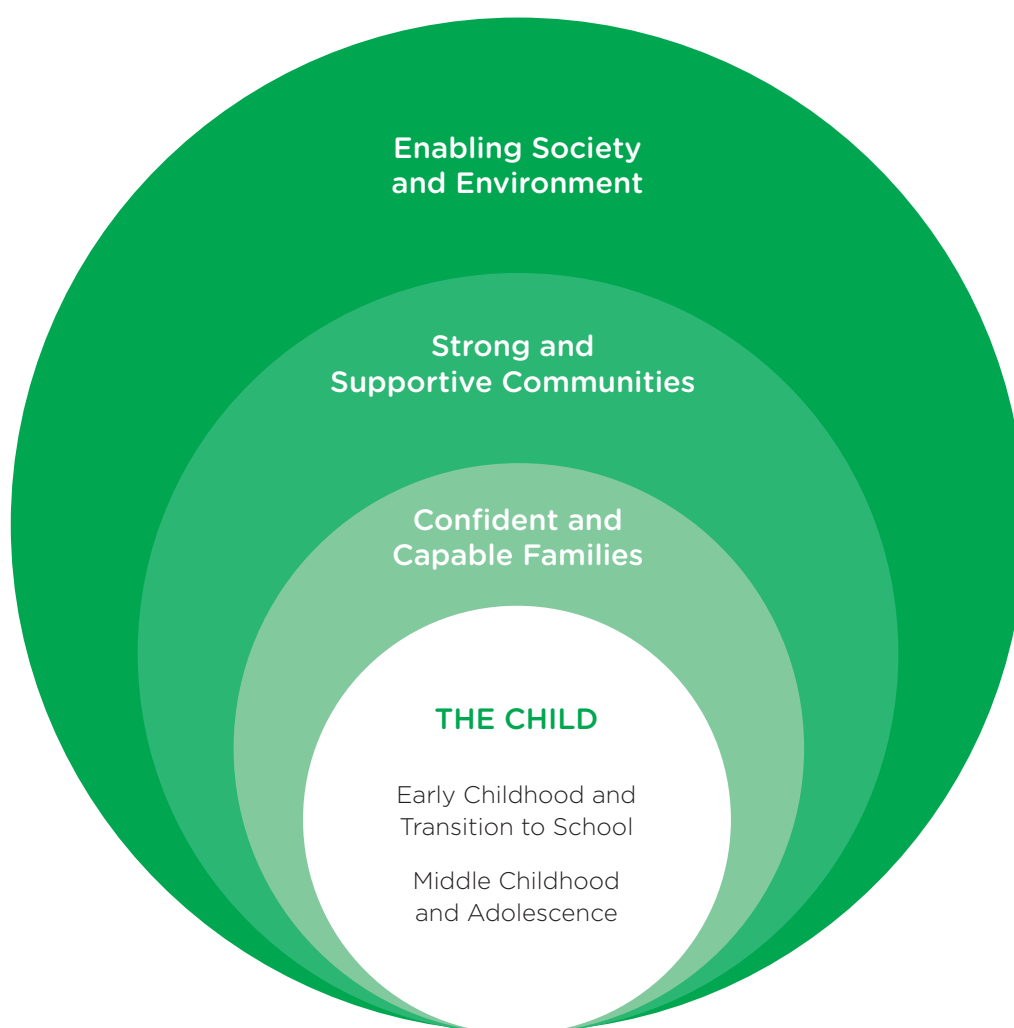 Enabling Society
and Environment
Strong and
Supportive Communities
Confident and
Capable Families
THE CHILD
Early Childhood and
Transition to School
Middle Childhood
and Adolescence